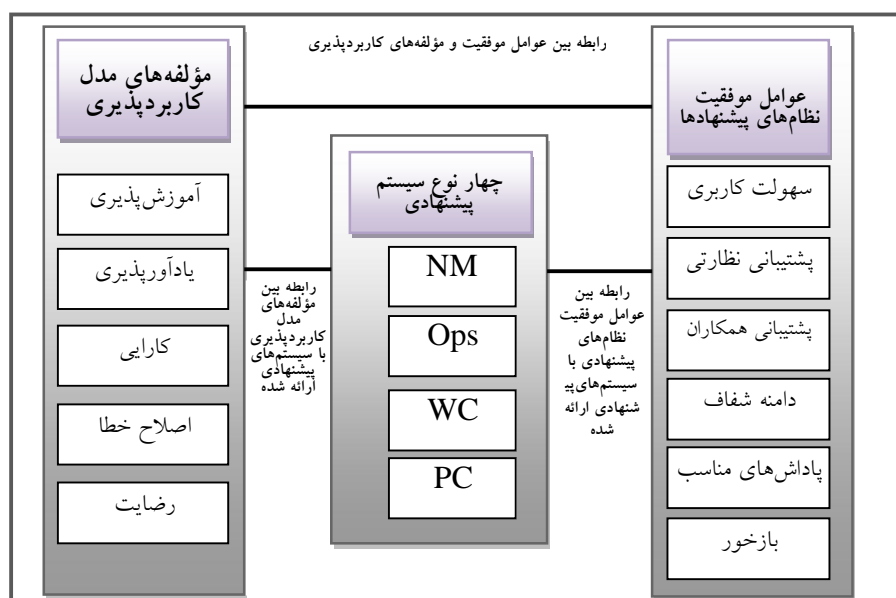 رابطه بین عوامل موفقیت و مؤلفه‌های کاربردپذیری
عوامل موفقیت
نظام‌های پیشنهادها
سهولت کاربری
پشتیبانی نظارتی
پشتیبانی همکاران
دامنه شفاف
پاداش‌های مناسب
بازخور
رابطه بین
عوامل موفقیت
نظام‌های
پیشنهادی با
سیستم‌های‌پی
شنهادی ارائه
شده
چهار نوع سیستم
پیشنهادی
NM
Ops
WC
PC
رابطه بین
مؤلفه‌های
مدل
کاربردپذیری
با سیستم‌های
پیشنهادی
ارائه شده
مؤلفه‌های مدل
کاربردپذیری
آموزش‌پذیری
یادآورپذیری
کارایی
اصلاح خطا
رضایت